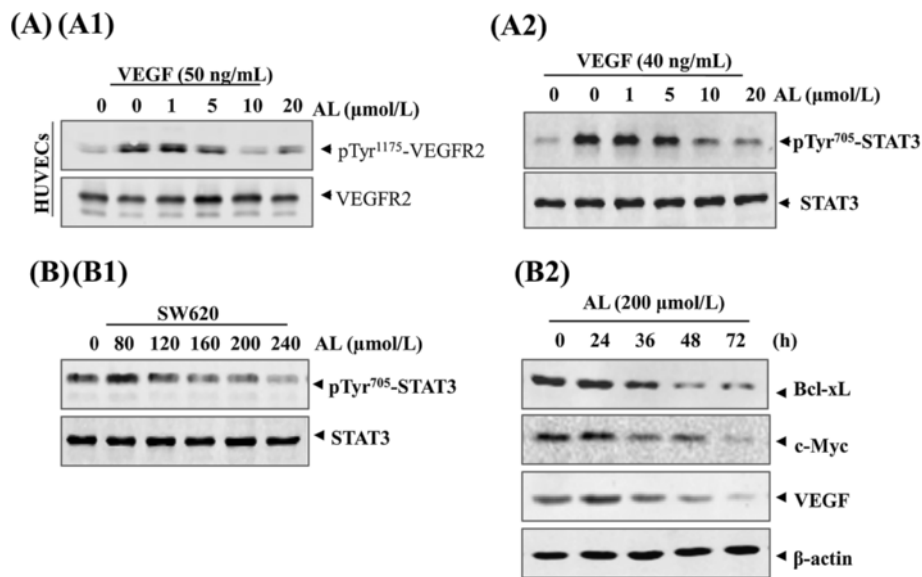 (A) (A1)
VEGF (50 ng/mL)
0 0 1 5 10 20 AL (μmol/L)
HUVECs
pTyr¹¹⁷⁵-VEGFR2
VEGFR2
(A2)
VEGF (40 ng/mL)
0 0 1 5 10 20
AL (μmol/L)
pTyr⁷⁰⁵-STAT3
STAT3
(B) (B1)
SW620
0 80 120 160 200 240 AL (μmol/L)
pTyr⁷⁰⁵-STAT3
STAT3
(B2)
AL (200 μmol/L)
0 24 36 48 72 (h)
Bcl-xL
c-Myc
VEGF
β-actin